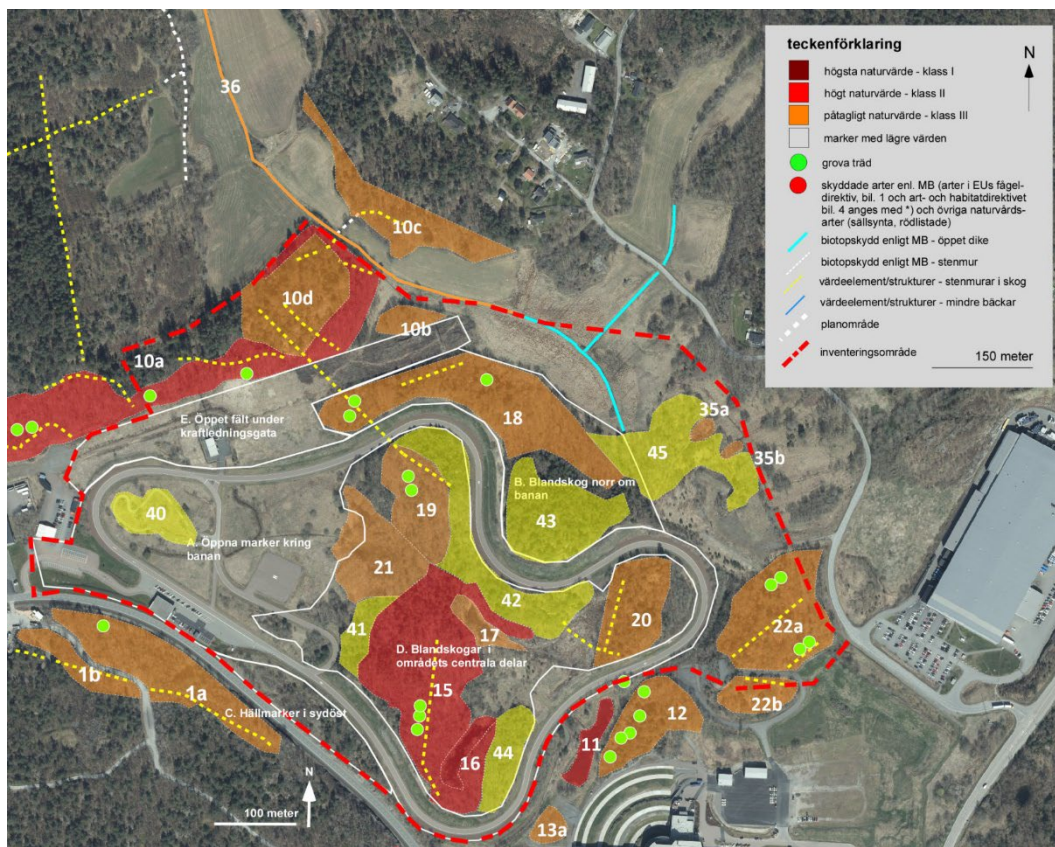 teckenförklaring
N
högsta naturvärde - klass I
högt naturvärde - klass II
påtagligt naturvärde - klass III
marker med lägre värden
grova träd
skyddade arter enl. MB (arter i EUs fågel-
direktiv, bil. 1 och art- och habitatdirektivet
bil. 4 anges med *) och övriga naturvårds-
arter (sällsynta, rödlistade)
biotopskydd enligt MB - öppet dike
biotopskydd enligt MB - stenmur
värdeelement/strukturer - stenmurar i skog
värdeelement/strukturer - mindre bäckar
planområde
inventeringsområde
150 meter
36
10c
10d
10b
10a
E. Öppet fält under
kraftledningsgata
18
35a
45
35b
B. Blandskog norr om
banan
43
19
40
A. Öppna marker kring
banan
21
42
41
20
17
22a
D. Blandskogar i
områdets centrala delar
15
1b
1a
C. Hällmarker i sydöst
22b
12
11
16
44
N
100 meter
13a